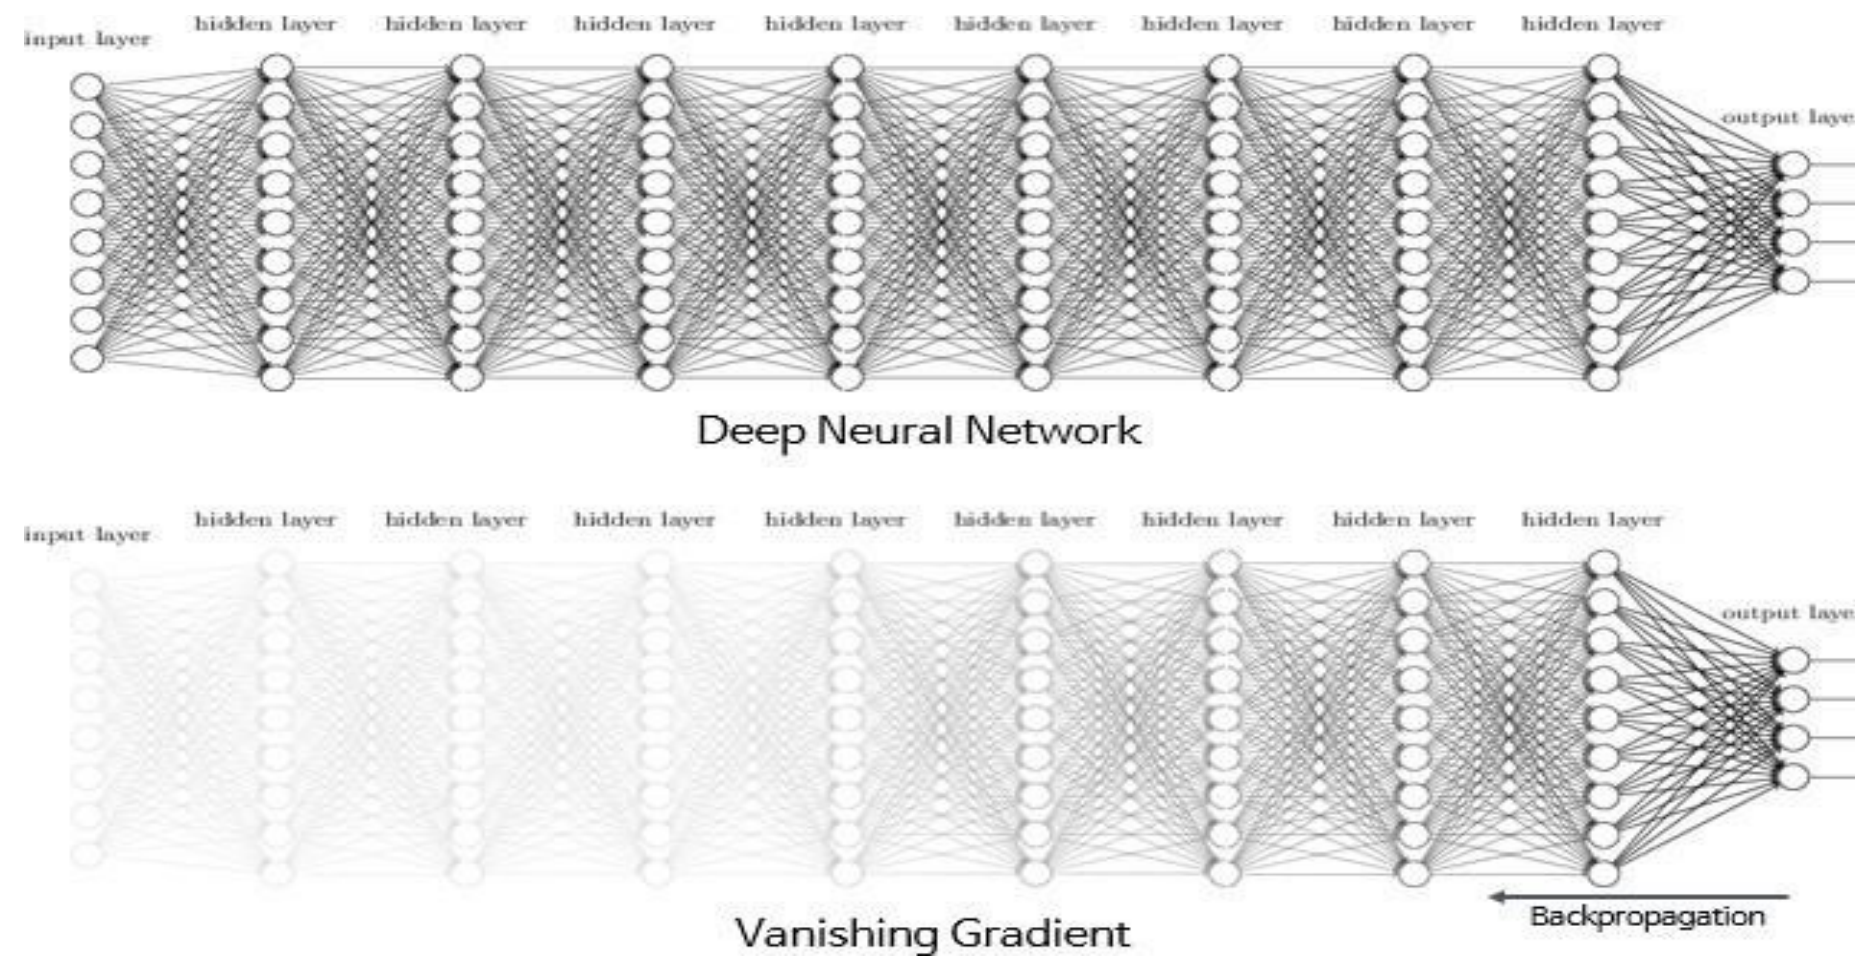 hidden layer hidden layer hidden layer hidden layer hidden layer hidden layer hidden layer hidden layer
input layer
output laye
Deep Neural Network
hidden layer hidden layer hidden layer hidden layer hidden layer hidden layer hidden layer hidden layer
input layer
output laye
Backpropagation
Vanishing Gradient